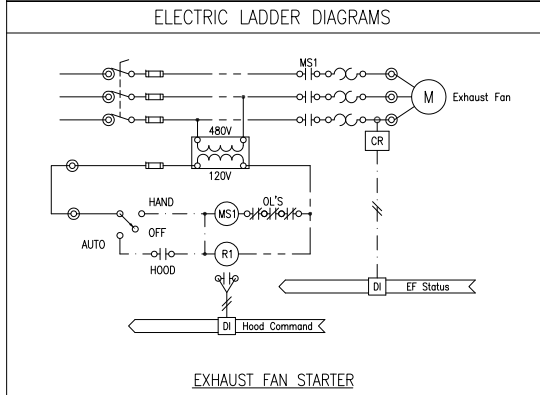 ELECTRIC LADDER DIAGRAMS
MS1
M
Exhaust Fan
480V
120V
CR
HAND
OL'S
MS1
OFF
AUTO
HOOD
R1
DI
EF Status
DI
Hood Command
EXHAUST FAN STARTER